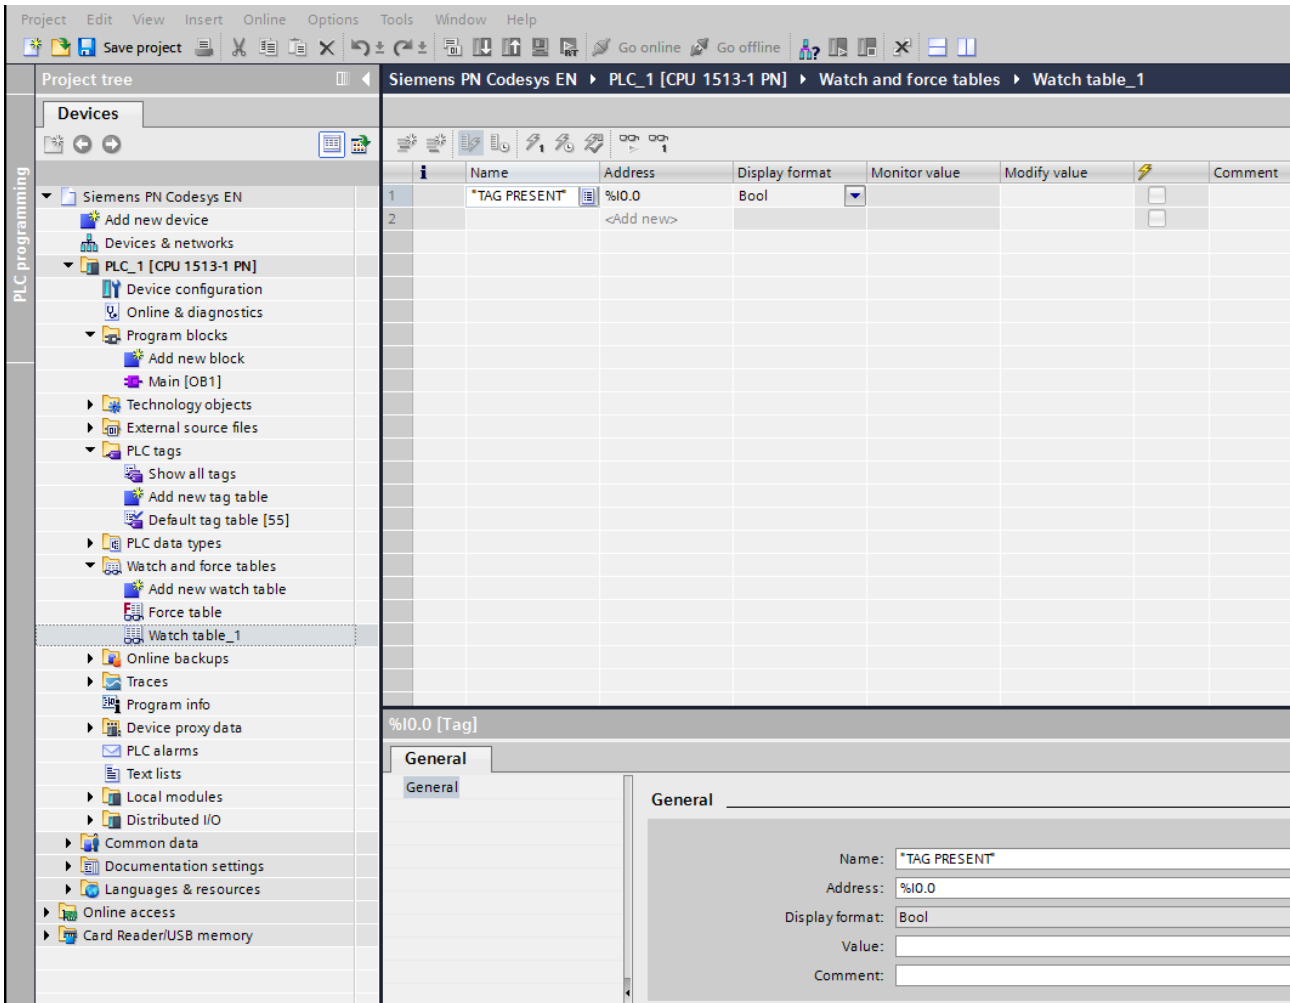 Project Edit View Insert Online Options Tools Window Help
Save project Go online Go offline
Project tree
Siemens PN Codesys EN PLC_1 [CPU 1513-1 PN] Watch and force tables Watch table_1
Devices
PLC programming
i Name Address Display format Monitor value Modify value Comment
1 "TAG PRESENT" %I0.0 Bool
2 <Add new>
Siemens PN Codesys EN
Add new device
Devices & networks
PLC_1 [CPU 1513-1 PN]
Device configuration
Online & diagnostics
Program blocks
Add new block
Main [OB1]
Technology objects
External source files
PLC tags
Show all tags
Add new tag table
Default tag table [55]
PLC data types
Watch and force tables
Add new watch table
Force table
Watch table_1
Online backups
Traces
Program info
Device proxy data
PLC alarms
Text lists
Local modules
Distributed I/O
Common data
Documentation settings
Languages & resources
Online access
Card Reader/USB memory
%I0.0 [Tag]
General
General
General
Name: "TAG PRESENT"
Address: %I0.0
Display format: Bool
Value:
Comment: